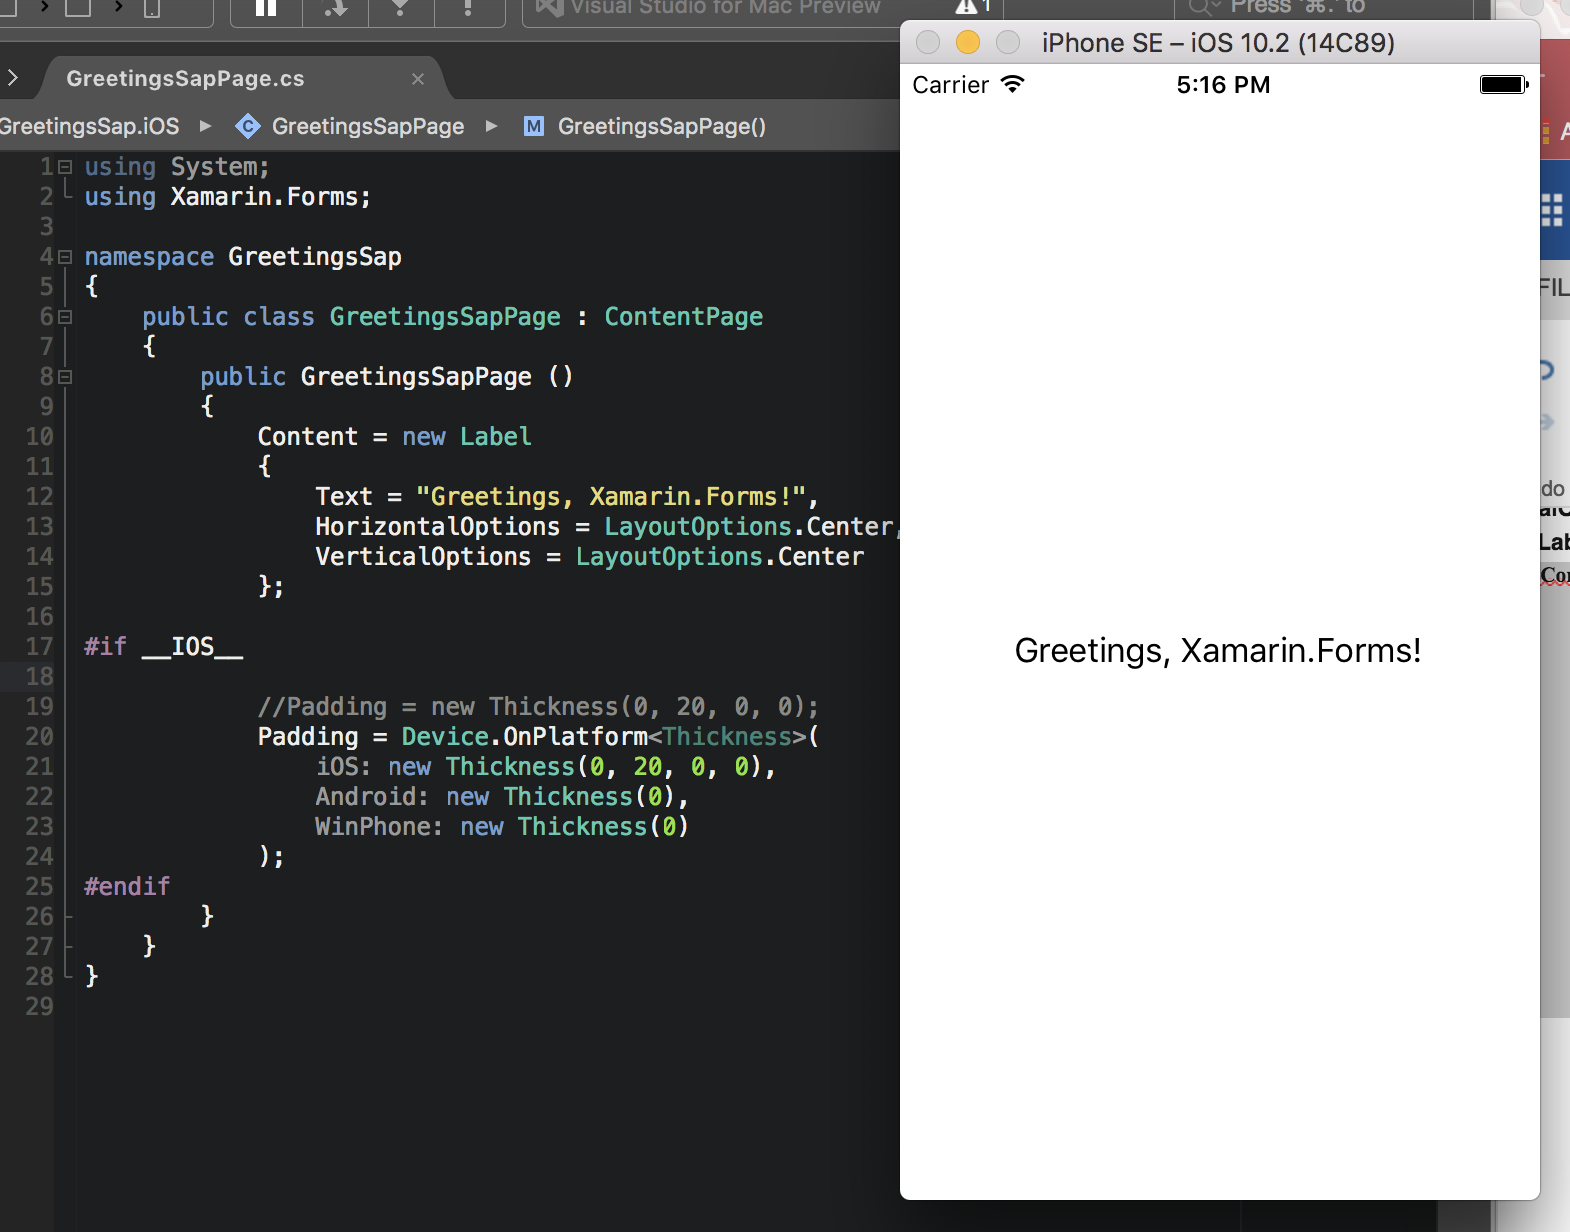 Visual Studio for Mac Preview
1
Press '⌘.' to
GreetingsSapPage.cs
GreetingsSap.iOS
GreetingsSapPage
M
GreetingsSapPage()
1 using System;
2 using Xamarin.Forms;
3
4 namespace GreetingsSap
5 {
6 public class GreetingsSapPage : ContentPage
7 {
8 public GreetingsSapPage ()
9 {
10 Content = new Label
11 {
12 Text = "Greetings, Xamarin.Forms!",
13 HorizontalOptions = LayoutOptions.Center,
14 VerticalOptions = LayoutOptions.Center
15 };
16
17 #if __IOS__
18
19 //Padding = new Thickness(0, 20, 0, 0);
20 Padding = Device.OnPlatform<Thickness>(
21 iOS: new Thickness(0, 20, 0, 0),
22 Android: new Thickness(0),
23 WinPhone: new Thickness(0)
24 );
25 #endif
26 }
27 }
28 }
29
iPhone SE – iOS 10.2 (14C89)
Carrier
5:16 PM
Greetings, Xamarin.Forms!
A
FIL
do
Lab
Cor